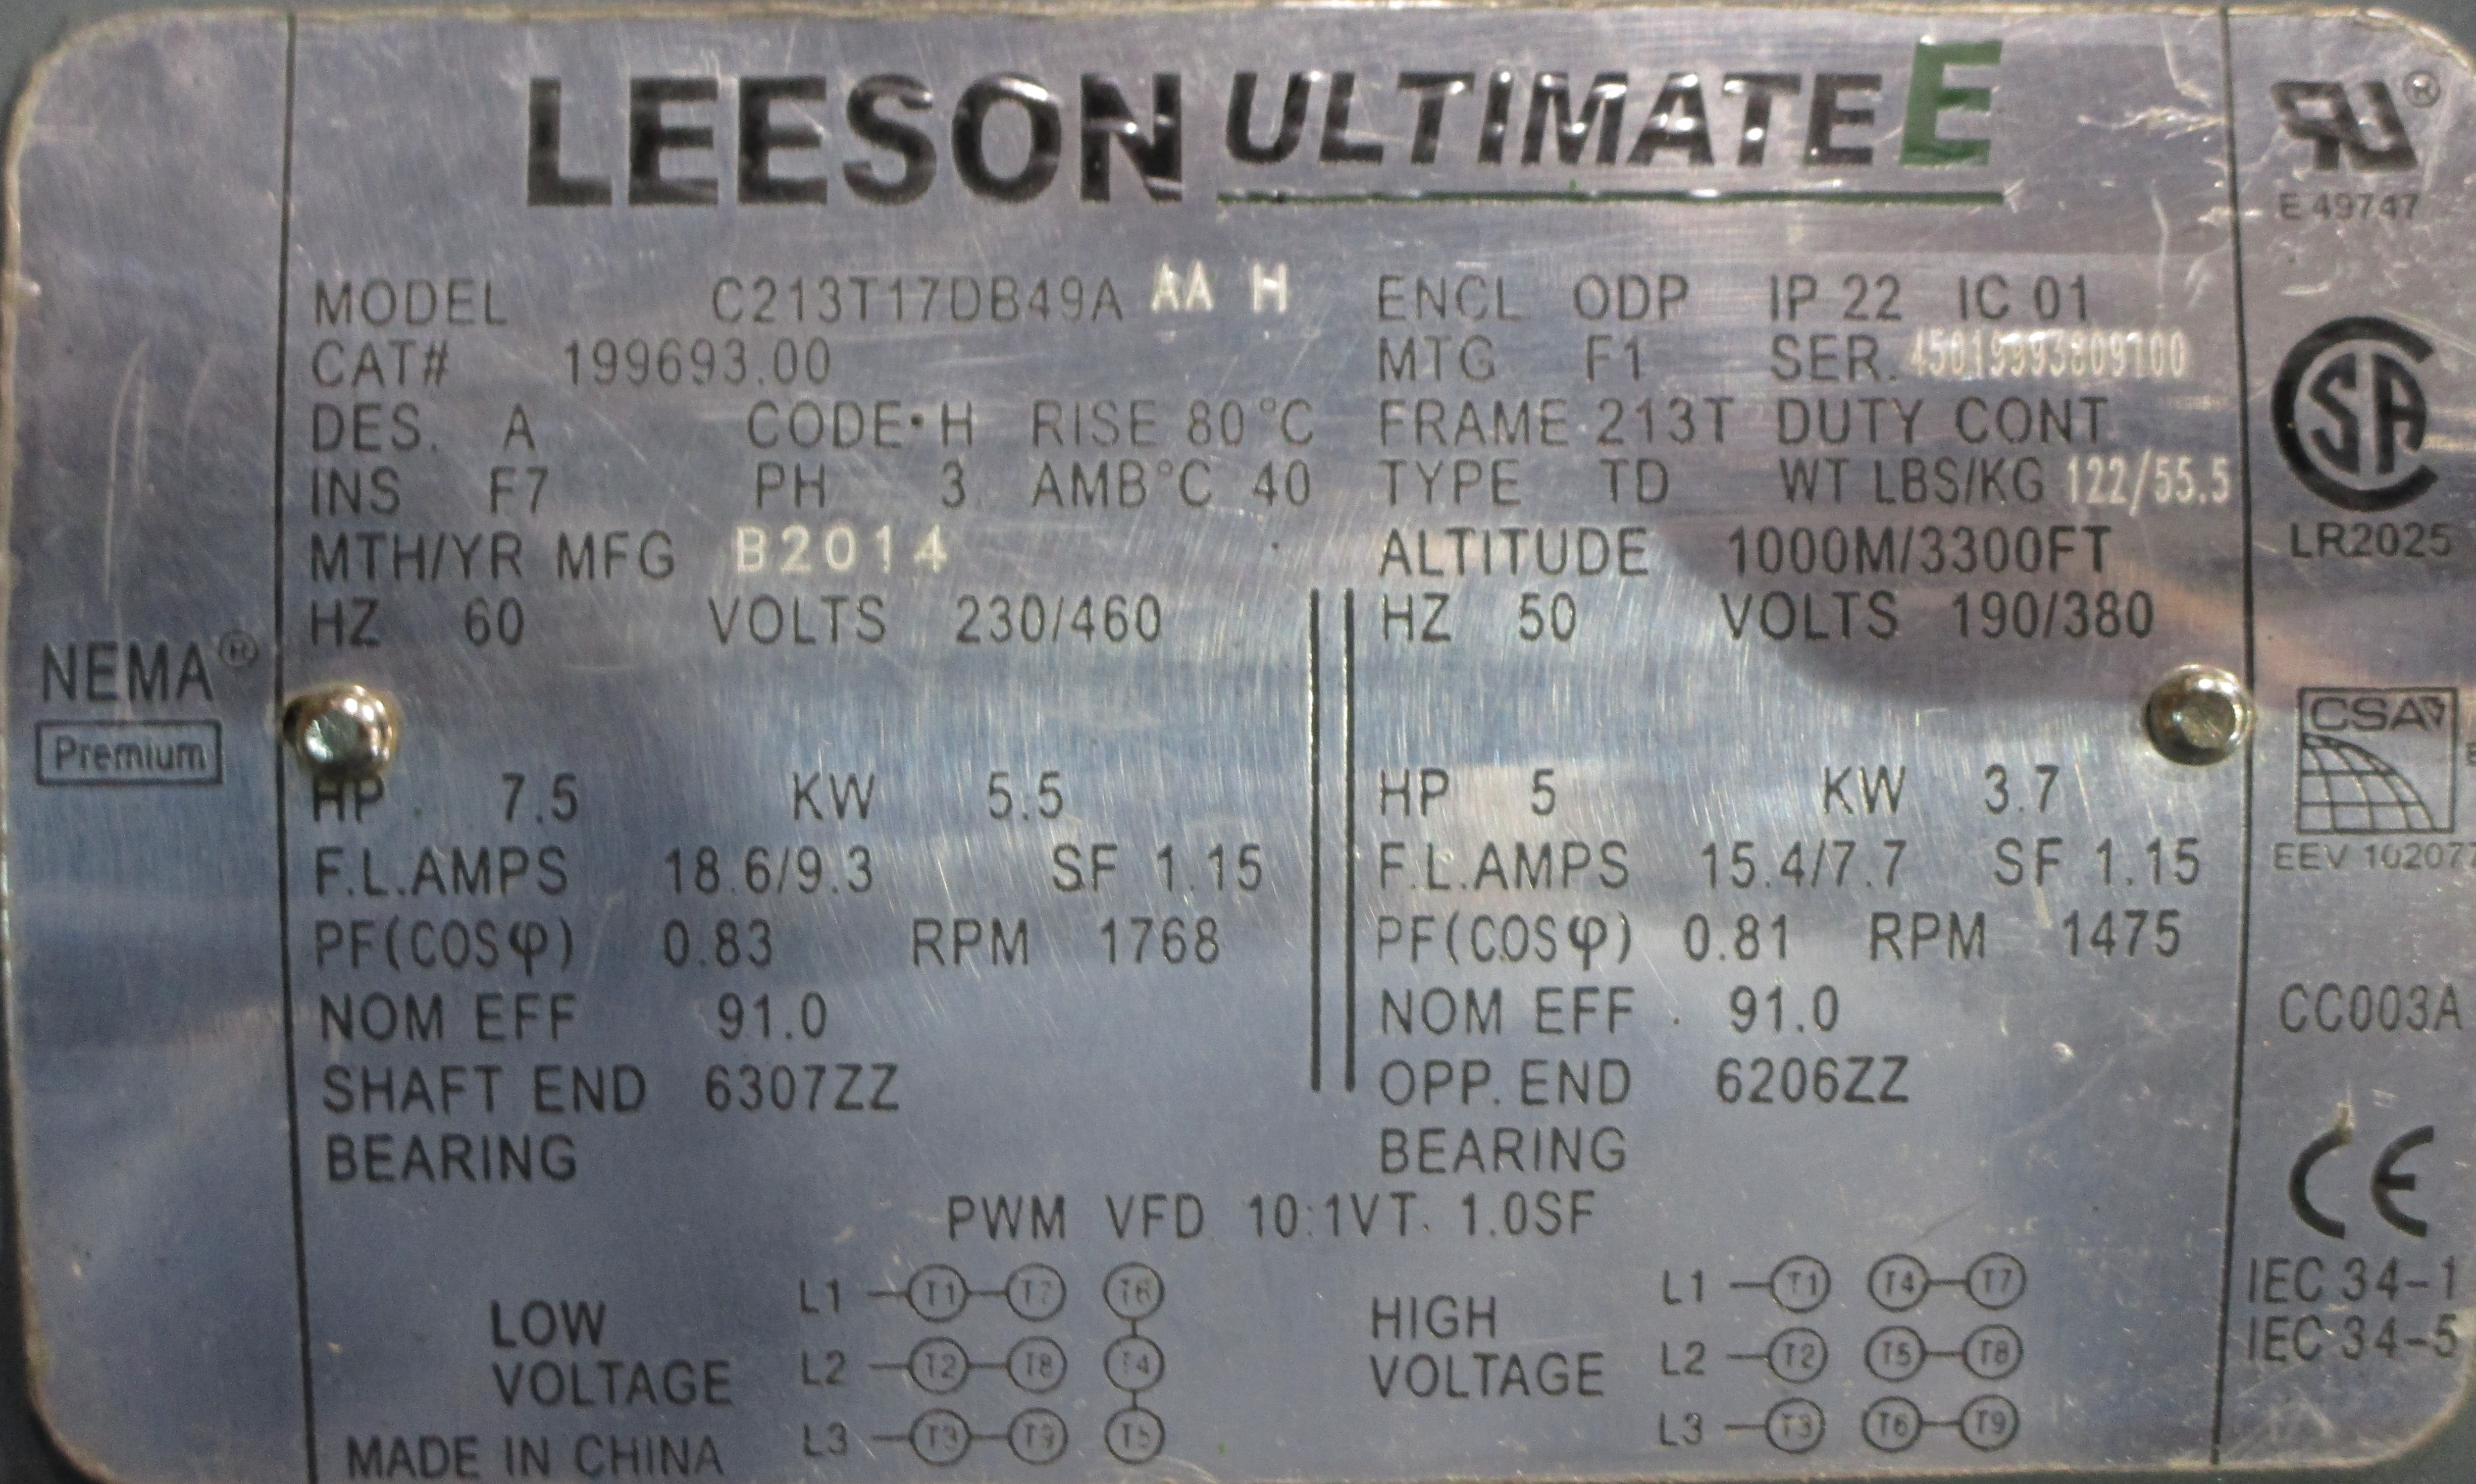 LEESON ULTIMATE E
MODEL C213T17DB49A AA H
CAT# 199693.00
DES. A CODE·H RISE 80°C
INS F7 PH 3 AMB°C 40
MTH/YR MFG B2014
HZ 60 VOLTS 230/460
HP 7.5 KW 5.5
F.L.AMPS 18.6/9.3 SF 1.15
PF(COSφ) 0.83 RPM 1768
NOM EFF 91.0
SHAFT END 6307ZZ
BEARING
ENCL ODP IP 22 IC 01
MTG F1 SER.
FRAME 213T DUTY CONT
TYPE TD WT LBS/KG 122/55.5
ALTITUDE 1000M/3300FT
HZ 50 VOLTS 190/380
HP 5 KW 3.7
F.L.AMPS 15.4/7.7 SF 1.15
PF(COSφ) 0.81 RPM 1475
NOM EFF 91.0
OPP. END 6206ZZ
BEARING
PWM VFD 10:1VT. 1.0SF
LOW
VOLTAGE
L1 T1 T7 T6
L2 T2 T8 T4
L3 T3 T9 T5
HIGH
VOLTAGE
L1 T1 T4 T7
L2 T2 T5 T8
L3 T3 T6 T9
MADE IN CHINA
NEMA®
Premium
RU®
E 49747
SA
LR2025
CSA
EEV 102077
CC003A
CE
IEC 34-1
IEC 34-5